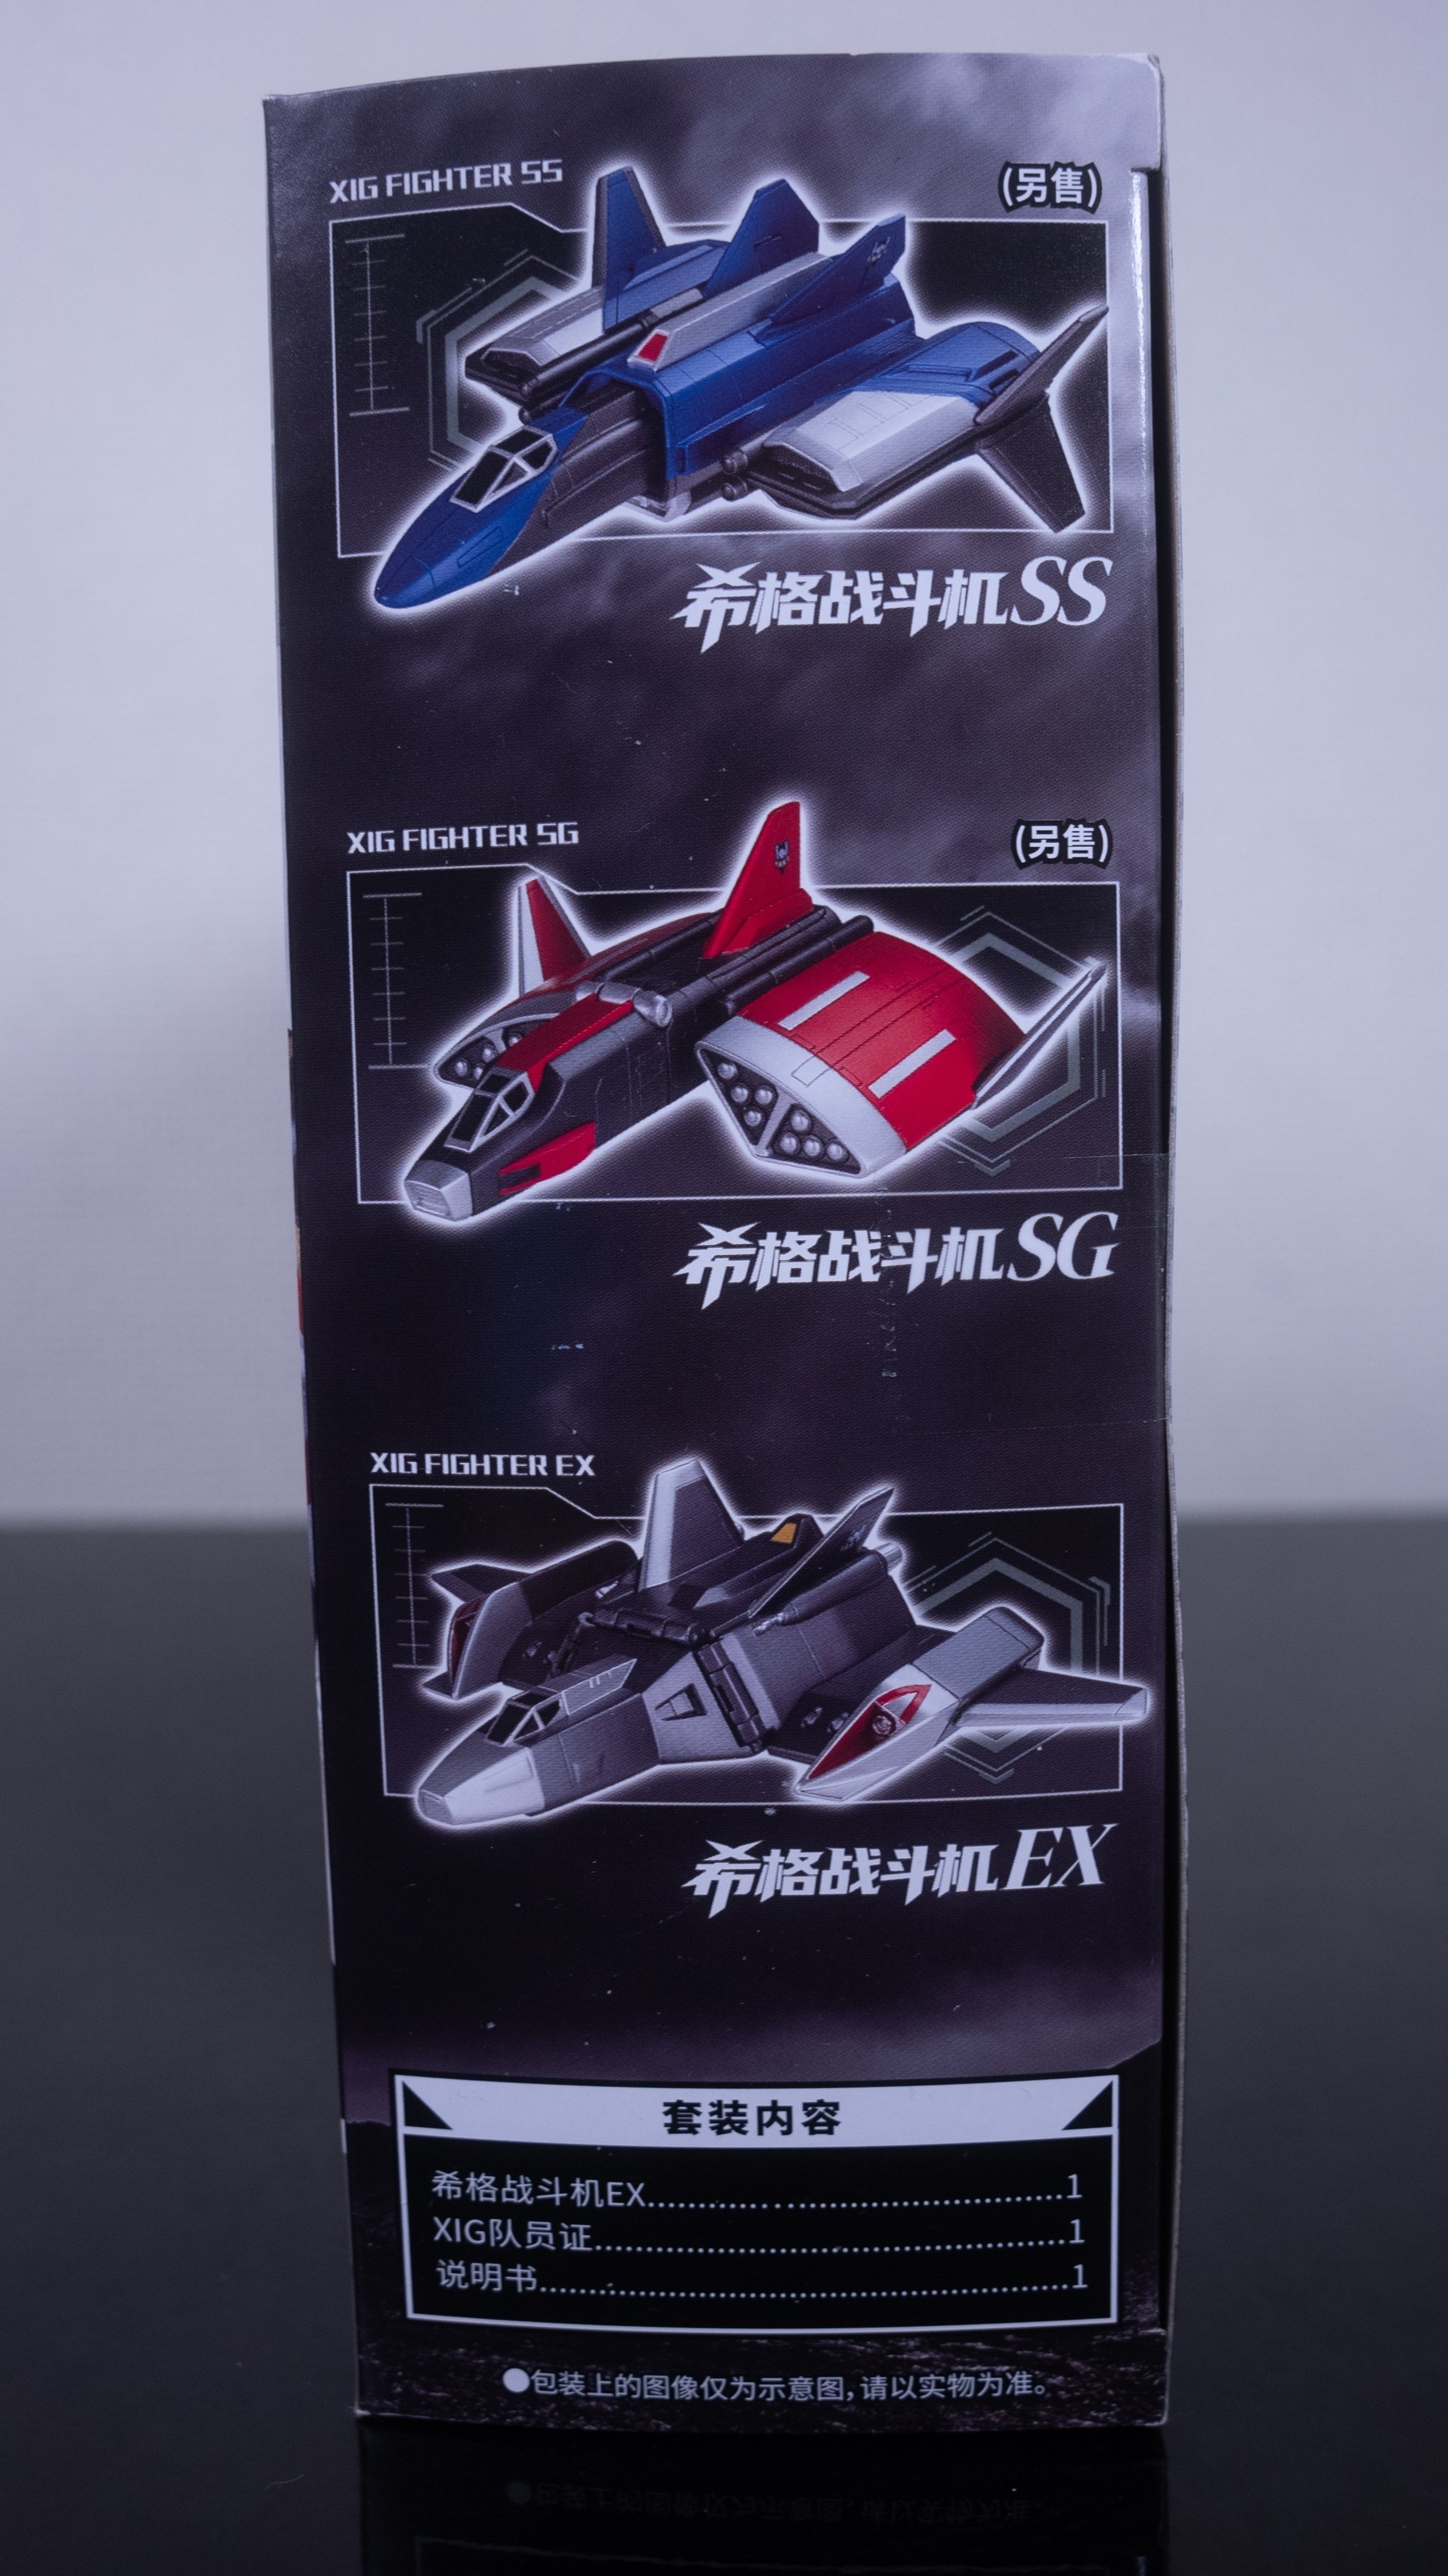 XIG FIGHTER SS
(另售)
希格战斗机SS
XIG FIGHTER SG
(另售)
希格战斗机SG
XIG FIGHTER EX
希格战斗机EX
套装内容
希格战斗机EX...........................................1
XIG队员证................................................1
说明书.....................................................1
●包装上的图像仅为示意图,请以实物为准。